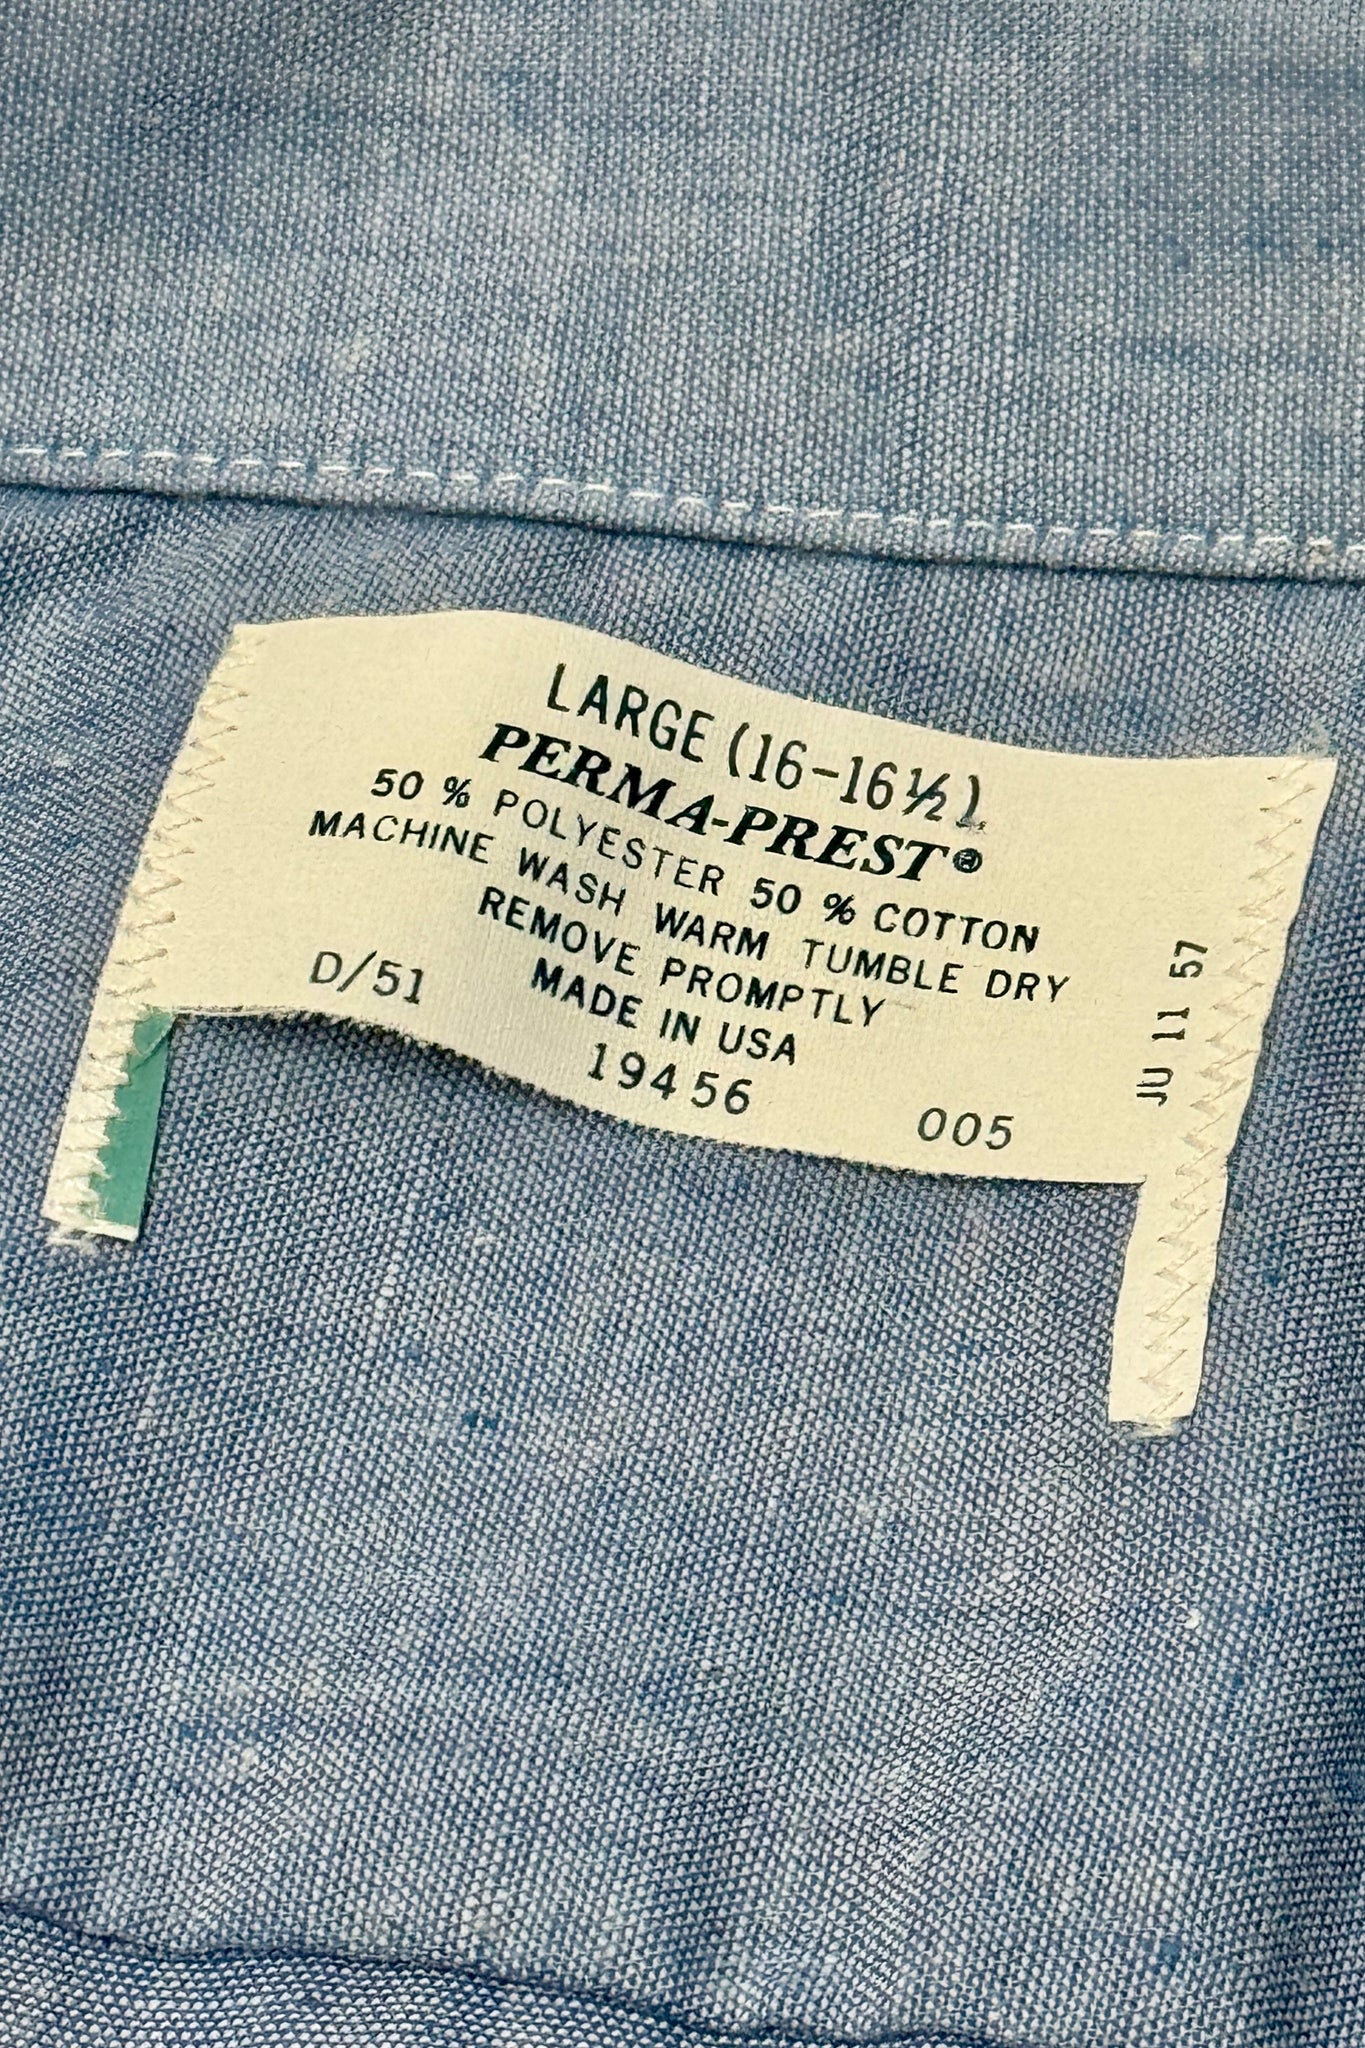 LARGE (16-16½)
PERMA-PREST®
50 % POLYESTER 50 % COTTON
MACHINE WASH WARM TUMBLE DRY
REMOVE PROMPTLY
D/51 MADE IN USA
19456 005
JU 11 57